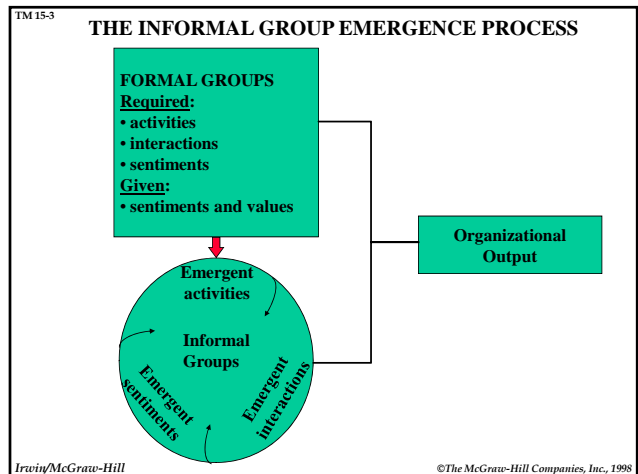 TM 15-3
THE INFORMAL GROUP EMERGENCE PROCESS
FORMAL GROUPS
Required:
• activities
• interactions
• sentiments
Given:
• sentiments and values
Organizational
Output
Emergent
activities
Informal
Groups
Emergent
sentiments
Emergent
interactions
Irwin/McGraw-Hill
©The McGraw-Hill Companies, Inc., 1998